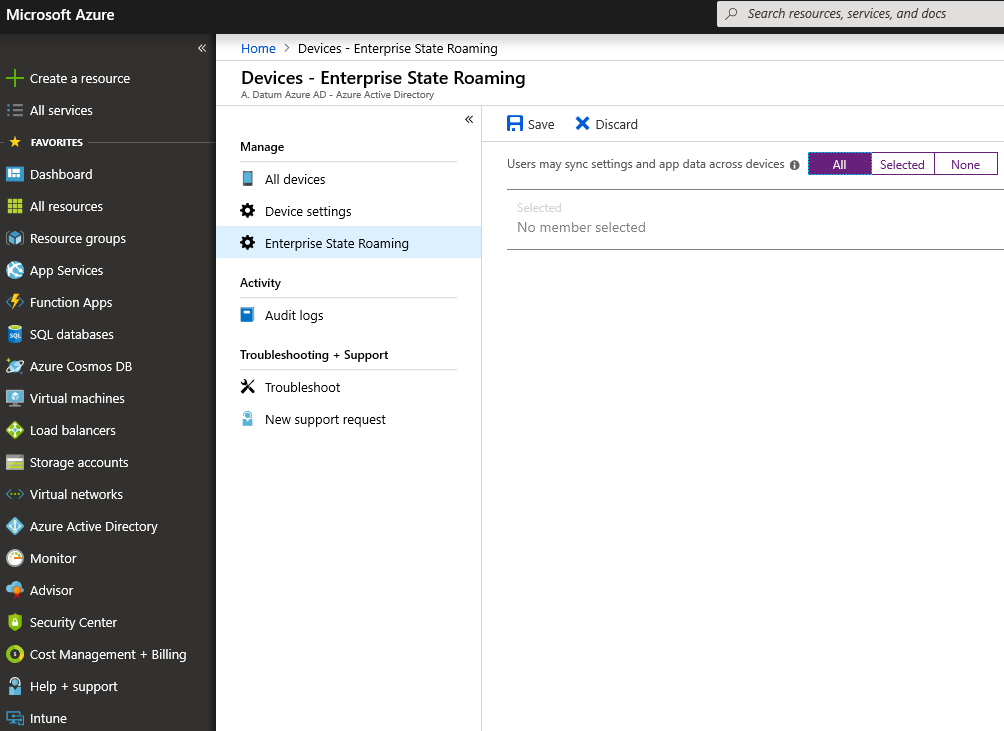 Microsoft Azure
Search resources, services, and docs
Create a resource
All services
FAVORITES
Dashboard
All resources
Resource groups
App Services
Function Apps
SQL databases
Azure Cosmos DB
Virtual machines
Load balancers
Storage accounts
Virtual networks
Azure Active Directory
Monitor
Advisor
Security Center
Cost Management + Billing
Help + support
Intune
Home > Devices - Enterprise State Roaming
Devices - Enterprise State Roaming
A. Datum Azure AD - Azure Active Directory
Manage
All devices
Device settings
Enterprise State Roaming
Activity
Audit logs
Troubleshooting + Support
Troubleshoot
New support request
Save Discard
Users may sync settings and app data across devices All Selected None
Selected
No member selected